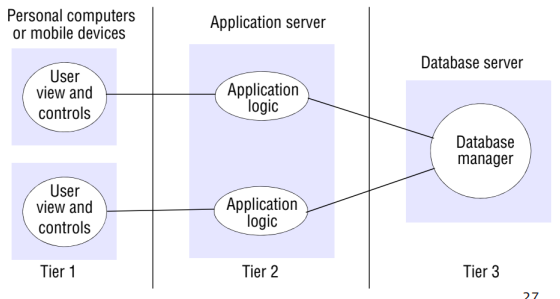 Personal computers
or mobile devices
Application server
Database server
User
view and
controls
Application
logic
Database
manager
User
view and
controls
Application
logic
Tier 1
Tier 2
Tier 3
27